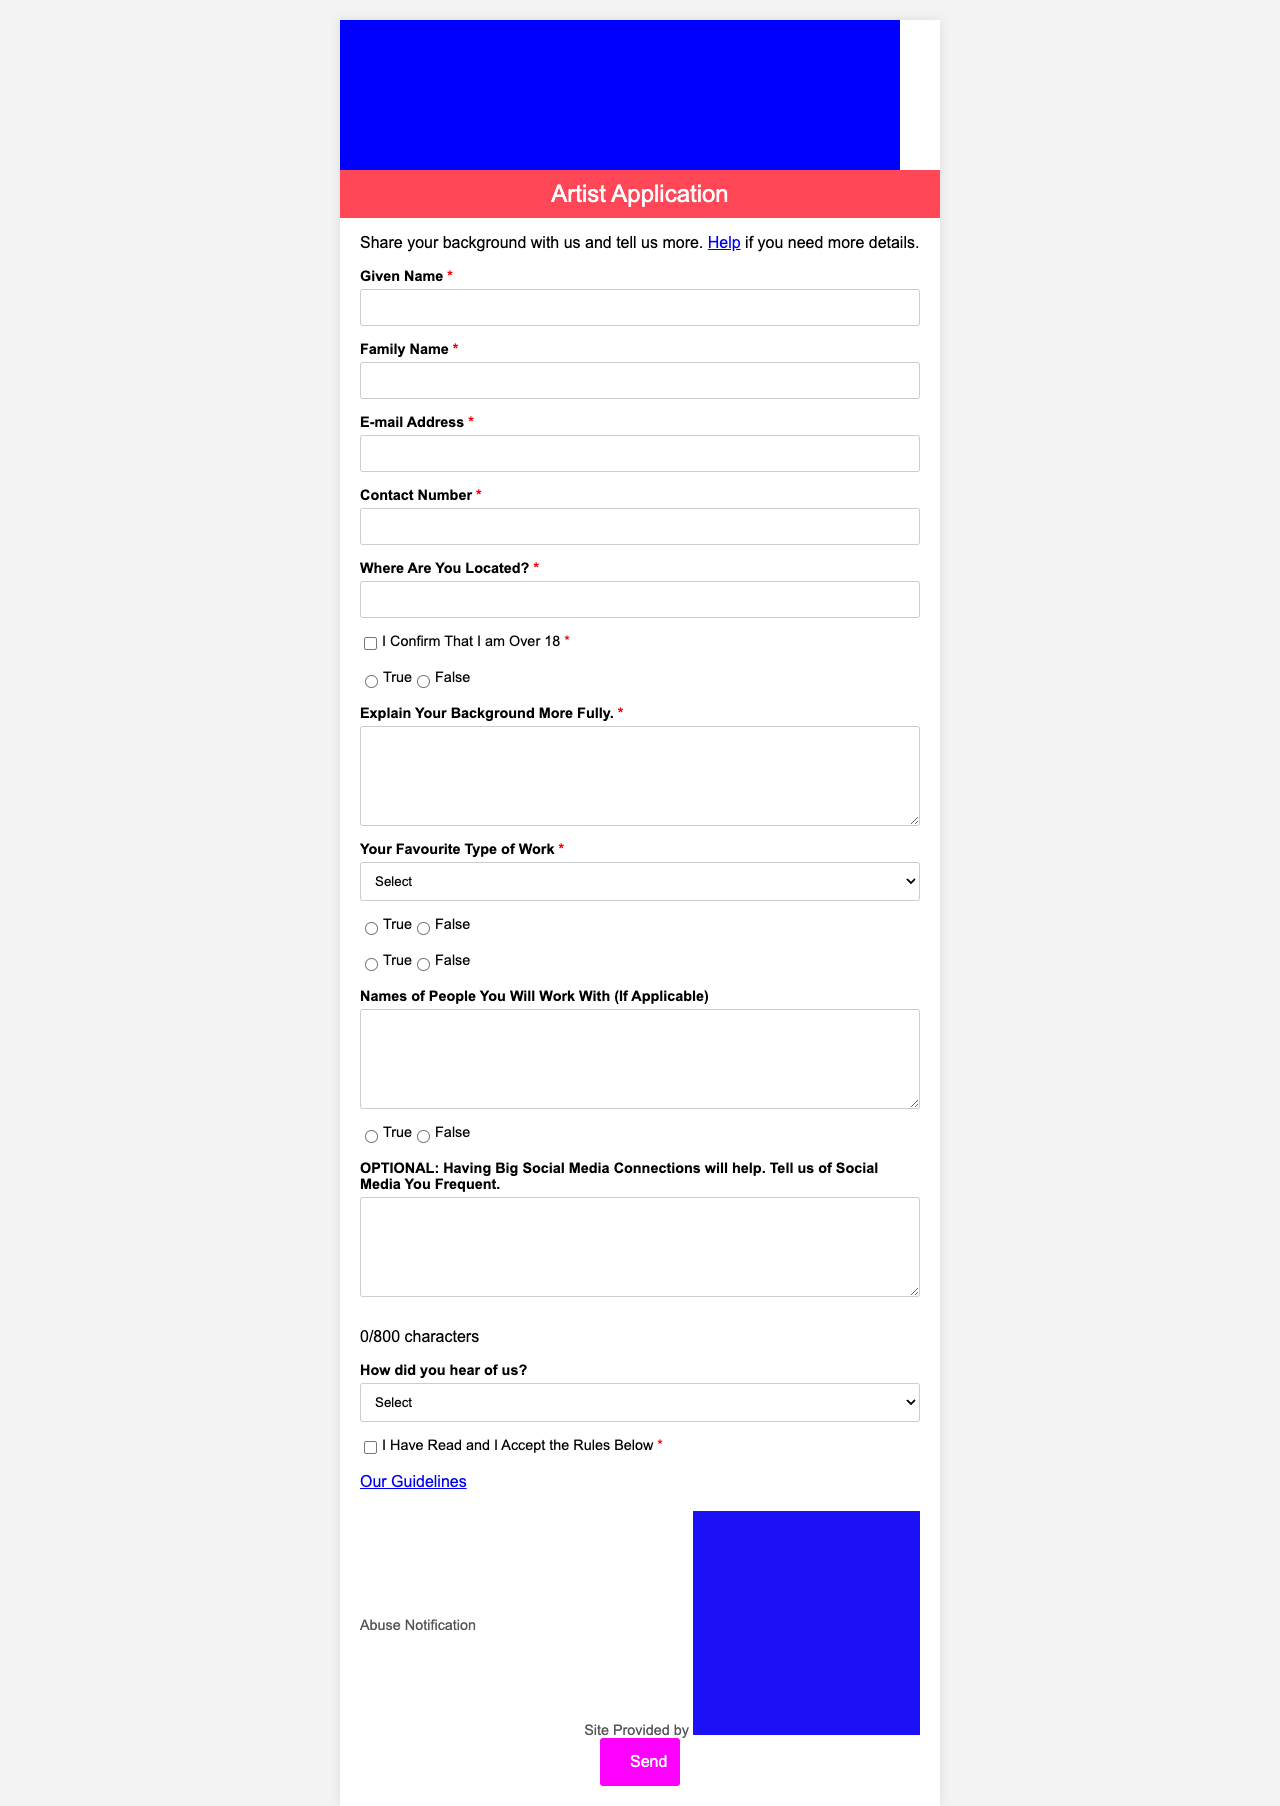 Artist Application
Share your background with us and tell us more. Help if you need more details.
Given Name *
Family Name *
E-mail Address *
Contact Number *
Where Are You Located? *
I Confirm That I am Over 18 *
True False
Explain Your Background More Fully. *
Your Favourite Type of Work *
Select
True False
True False
Names of People You Will Work With (If Applicable)
True False
OPTIONAL: Having Big Social Media Connections will help. Tell us of Social
Media You Frequent.
0/800 characters
How did you hear of us?
Select
I Have Read and I Accept the Rules Below *
Our Guidelines
Abuse Notification
Site Provided by
Send